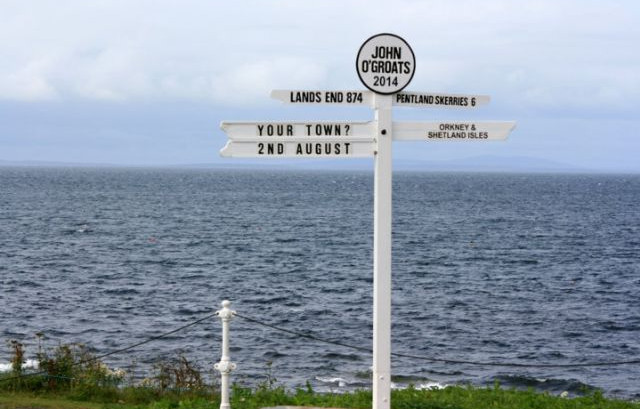 JOHN
O'GROATS
2014
LANDS END 874
PENTLAND SKERRIES 6
YOUR TOWN?
2ND AUGUST
ORKNEY &
SHETLAND ISLES